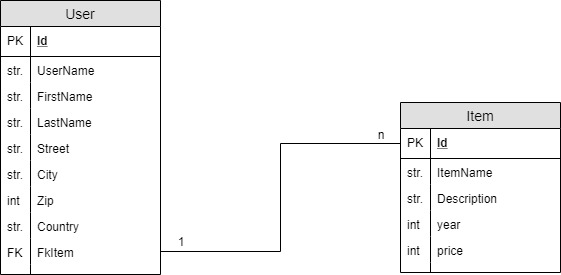 User
PK Id
str. UserName
str. FirstName
str. LastName
str. Street
str. City
int Zip
str. Country
FK FkItem
1
n
Item
PK Id
str. ItemName
str. Description
int year
int price